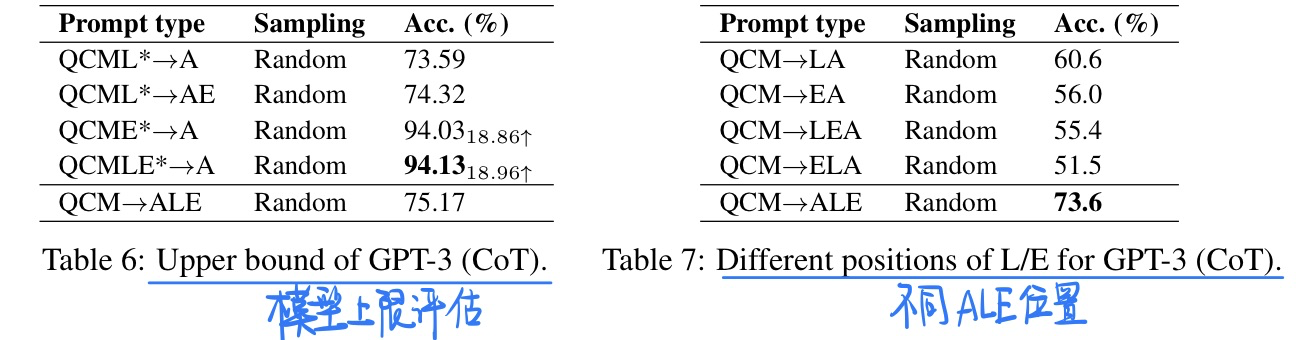 Prompt type Sampling Acc. (%)
QCML*→A Random 73.59
QCML*→AE Random 74.32
QCME*→A Random 94.03 18.86↑
QCMLE*→A Random 94.13 18.96↑
QCM→ALE Random 75.17
Table 6: Upper bound of GPT-3 (CoT).
模型上限评估
Prompt type Sampling Acc. (%)
QCM→LA Random 60.6
QCM→EA Random 56.0
QCM→LEA Random 55.4
QCM→ELA Random 51.5
QCM→ALE Random 73.6
Table 7: Different positions of L/E for GPT-3 (CoT).
不同ALE位置